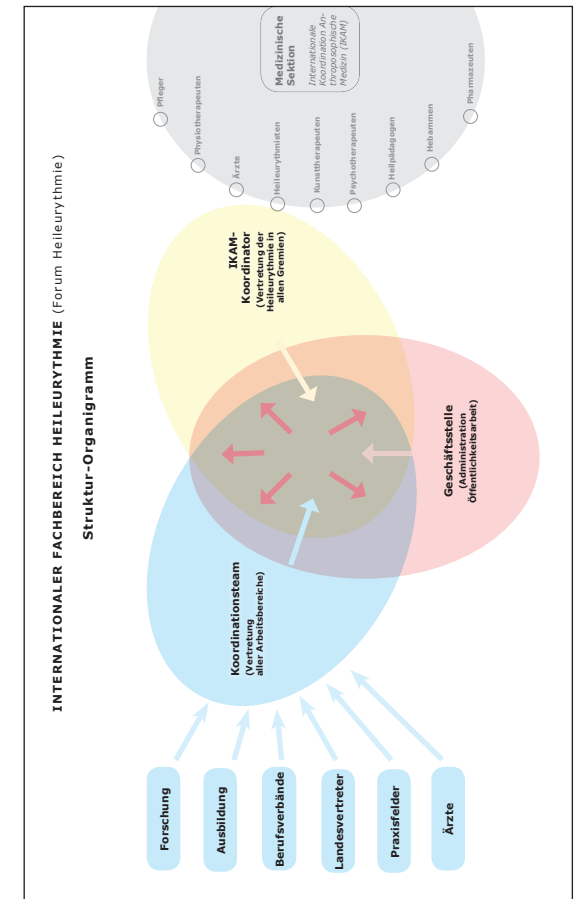 INTERNATIONALER FACHBEREICH HEILEURYTHMIE (Forum Heileurythmie)
Struktur-Organigramm
Forschung
Ausbildung
Berufsverbände
Landesvertreter
Praxisfelder
Ärzte
Koordinationsteam
(Vertretung
aller Arbeitsbereiche)
IKAM-
Koordinator
(Vertretung der
Heileurythmie in
allen Gremien)
Geschäftsstelle
(Administration
Öffentlichkeitsarbeit)
Pfleger
Physiotherapeuten
Ärzte
Heileurythmisten
Kunsttherapeuten
Psychotherapeuten
Heilpädagogen
Hebammen
Pharmazeuten
Medizinische
Sektion
Internationale
Koordination An-
throposophische
Medizin (IKAM)